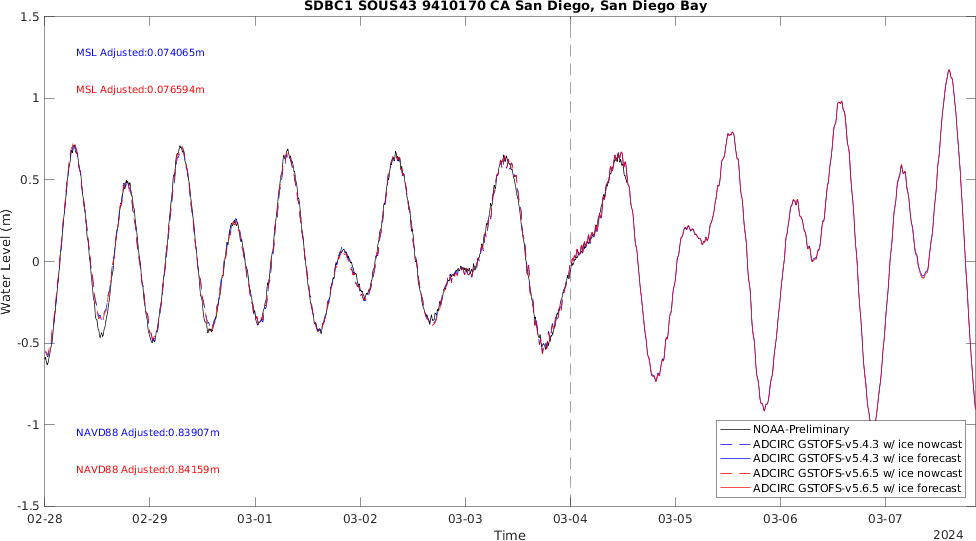 SDBC1 SOUS43 9410170 CA San Diego, San Diego Bay
1.5
1
0.5
0
-0.5
-1
-1.5
Water Level (m)
MSL Adjusted:0.074065m
MSL Adjusted:0.076594m
NAVD88 Adjusted:0.83907m
NAVD88 Adjusted:0.84159m
NOAA-Preliminary
ADCIRC GSTOFS-v5.4.3 w/ ice nowcast
ADCIRC GSTOFS-v5.4.3 w/ ice forecast
ADCIRC GSTOFS-v5.6.5 w/ ice nowcast
ADCIRC GSTOFS-v5.6.5 w/ ice forecast
02-28 02-29 03-01 03-02 03-03 03-04 03-05 03-06 03-07
Time
2024